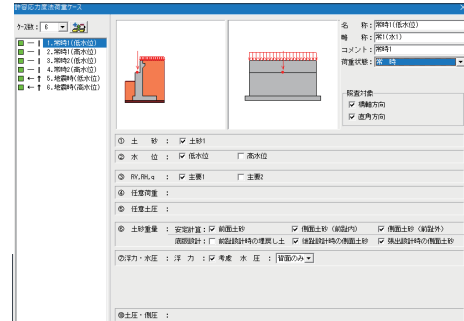 許容応力度法荷重ケース
ケース数： 6
■ ー | 1.常時1(低水位)
■ ー | 2.常時1(高水位)
■ ー | 3.常時2(低水位)
■ ー | 4.常時2(高水位)
■ ← ↑ 5.地震時(低水位)
■ ← ↑ 6.地震時(高水位)
名　称：常時1(低水位)
略　称：常1(水1)
コメント：常時1
荷重状態：常　時
照査対象
橋軸方向
直角方向
① 土　砂 ： 土砂1
② 水　位 ： 低水位 高水位
③ RV,RH,q ： 主要1 主要2
④ 任意荷重 ：
⑤ 任意土圧 ：
⑥ 土砂重量 ： 安定計算： 前面土砂 側面土砂（前趾内） 側面土砂（前趾外）
底版設計： 前趾設計時の埋戻し土 後趾設計時の側面土砂 張出設計時の側面土砂
⑦浮力・水圧 ： 浮　力 ： 考慮 水　圧 ： 背面のみ
⑩土圧・側圧 ：